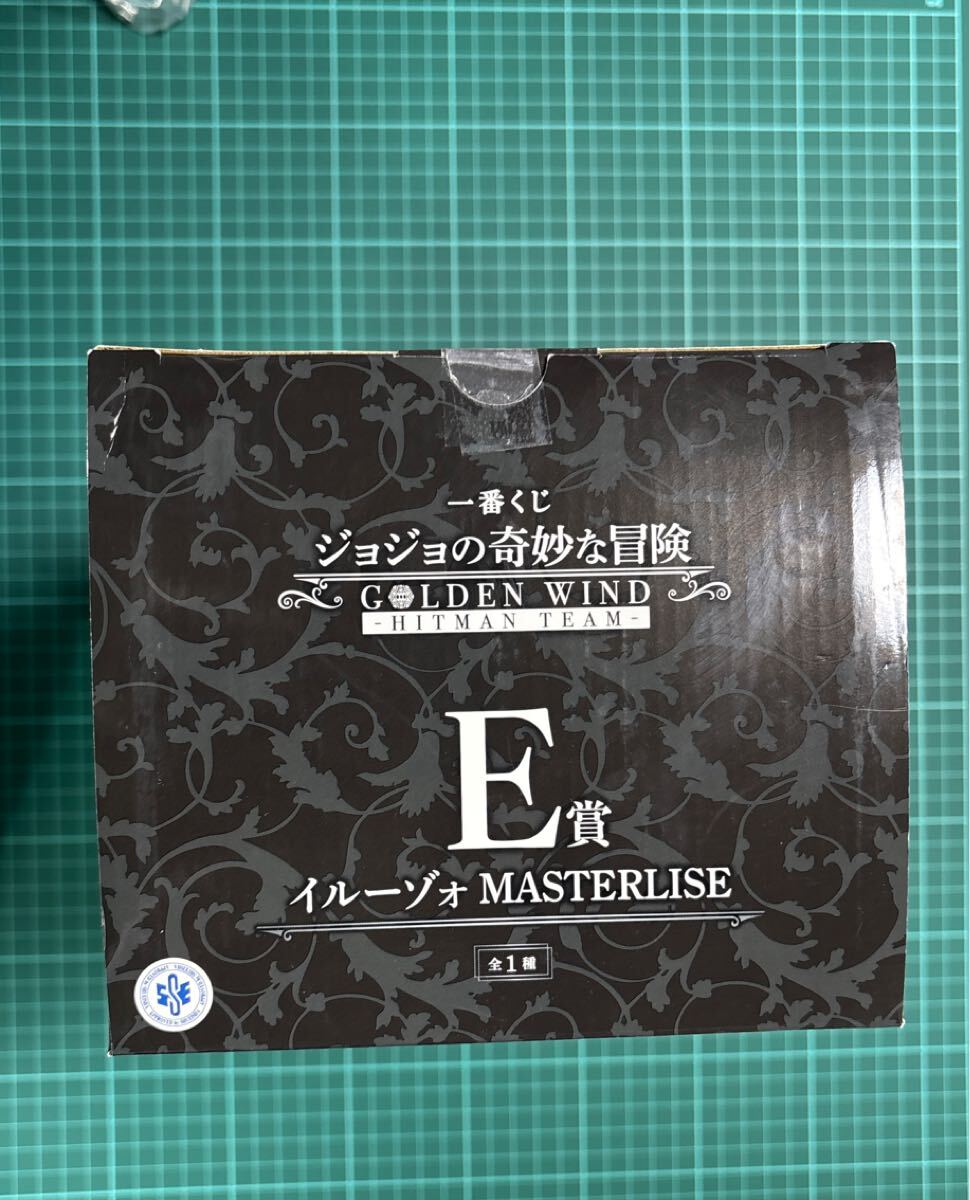 一番くじ
ジョジョの奇妙な冒険
GOLDEN WIND
-HITMAN TEAM-
E賞
イルーゾォ MASTERLISE
全1種